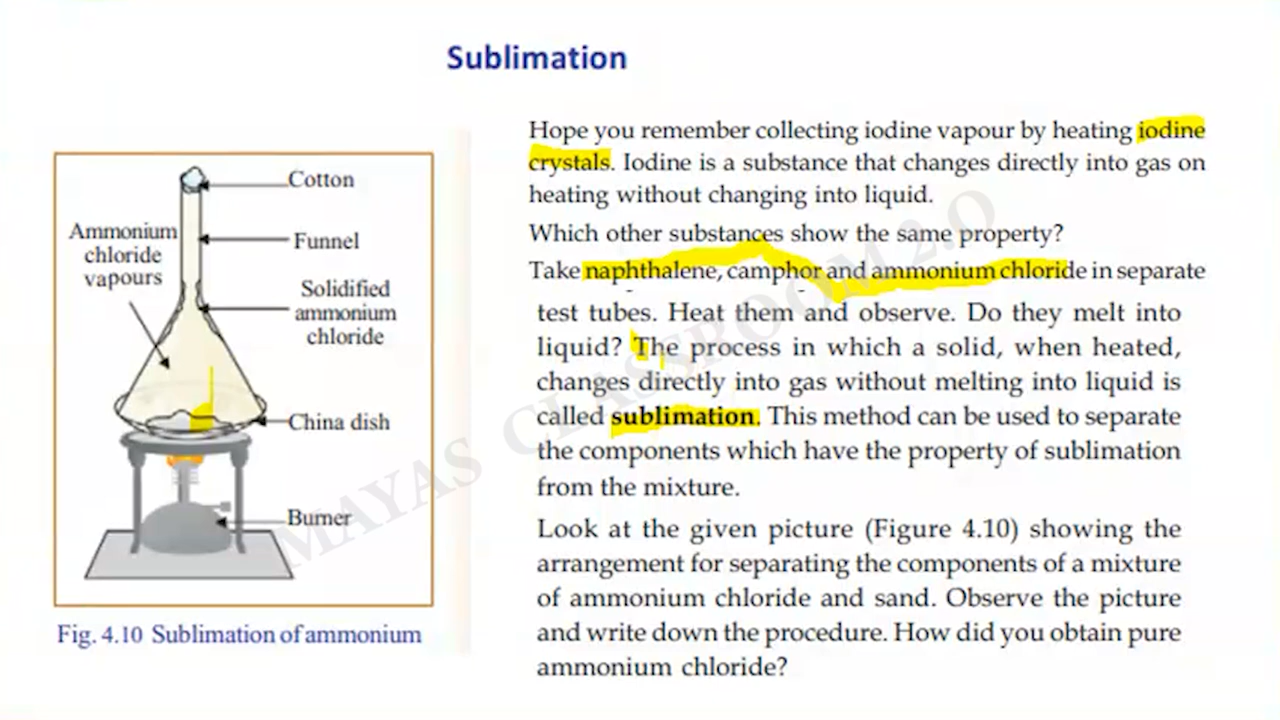 Sublimation
Cotton
Ammonium
chloride
vapours
Funnel
Solidified
ammonium
chloride
China dish
Burner
Fig. 4.10 Sublimation of ammonium
Hope you remember collecting iodine vapour by heating iodine
crystals. Iodine is a substance that changes directly into gas on
heating without changing into liquid.
Which other substances show the same property?
Take naphthalene, camphor and ammonium chloride in separate
test tubes. Heat them and observe. Do they melt into
liquid? The process in which a solid, when heated,
changes directly into gas without melting into liquid is
called sublimation. This method can be used to separate
the components which have the property of sublimation
from the mixture.
Look at the given picture (Figure 4.10) showing the
arrangement for separating the components of a mixture
of ammonium chloride and sand. Observe the picture
and write down the procedure. How did you obtain pure
ammonium chloride?
MAYAS CLASSROOM 2.O